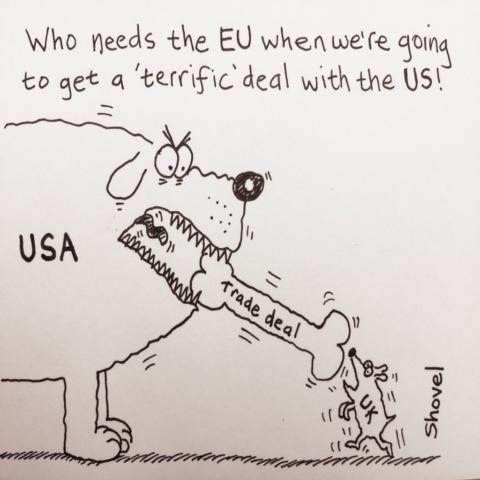 Who needs the EU when we're going
to get a 'terrific' deal with the US!
USA
trade deal
UK
Shovel